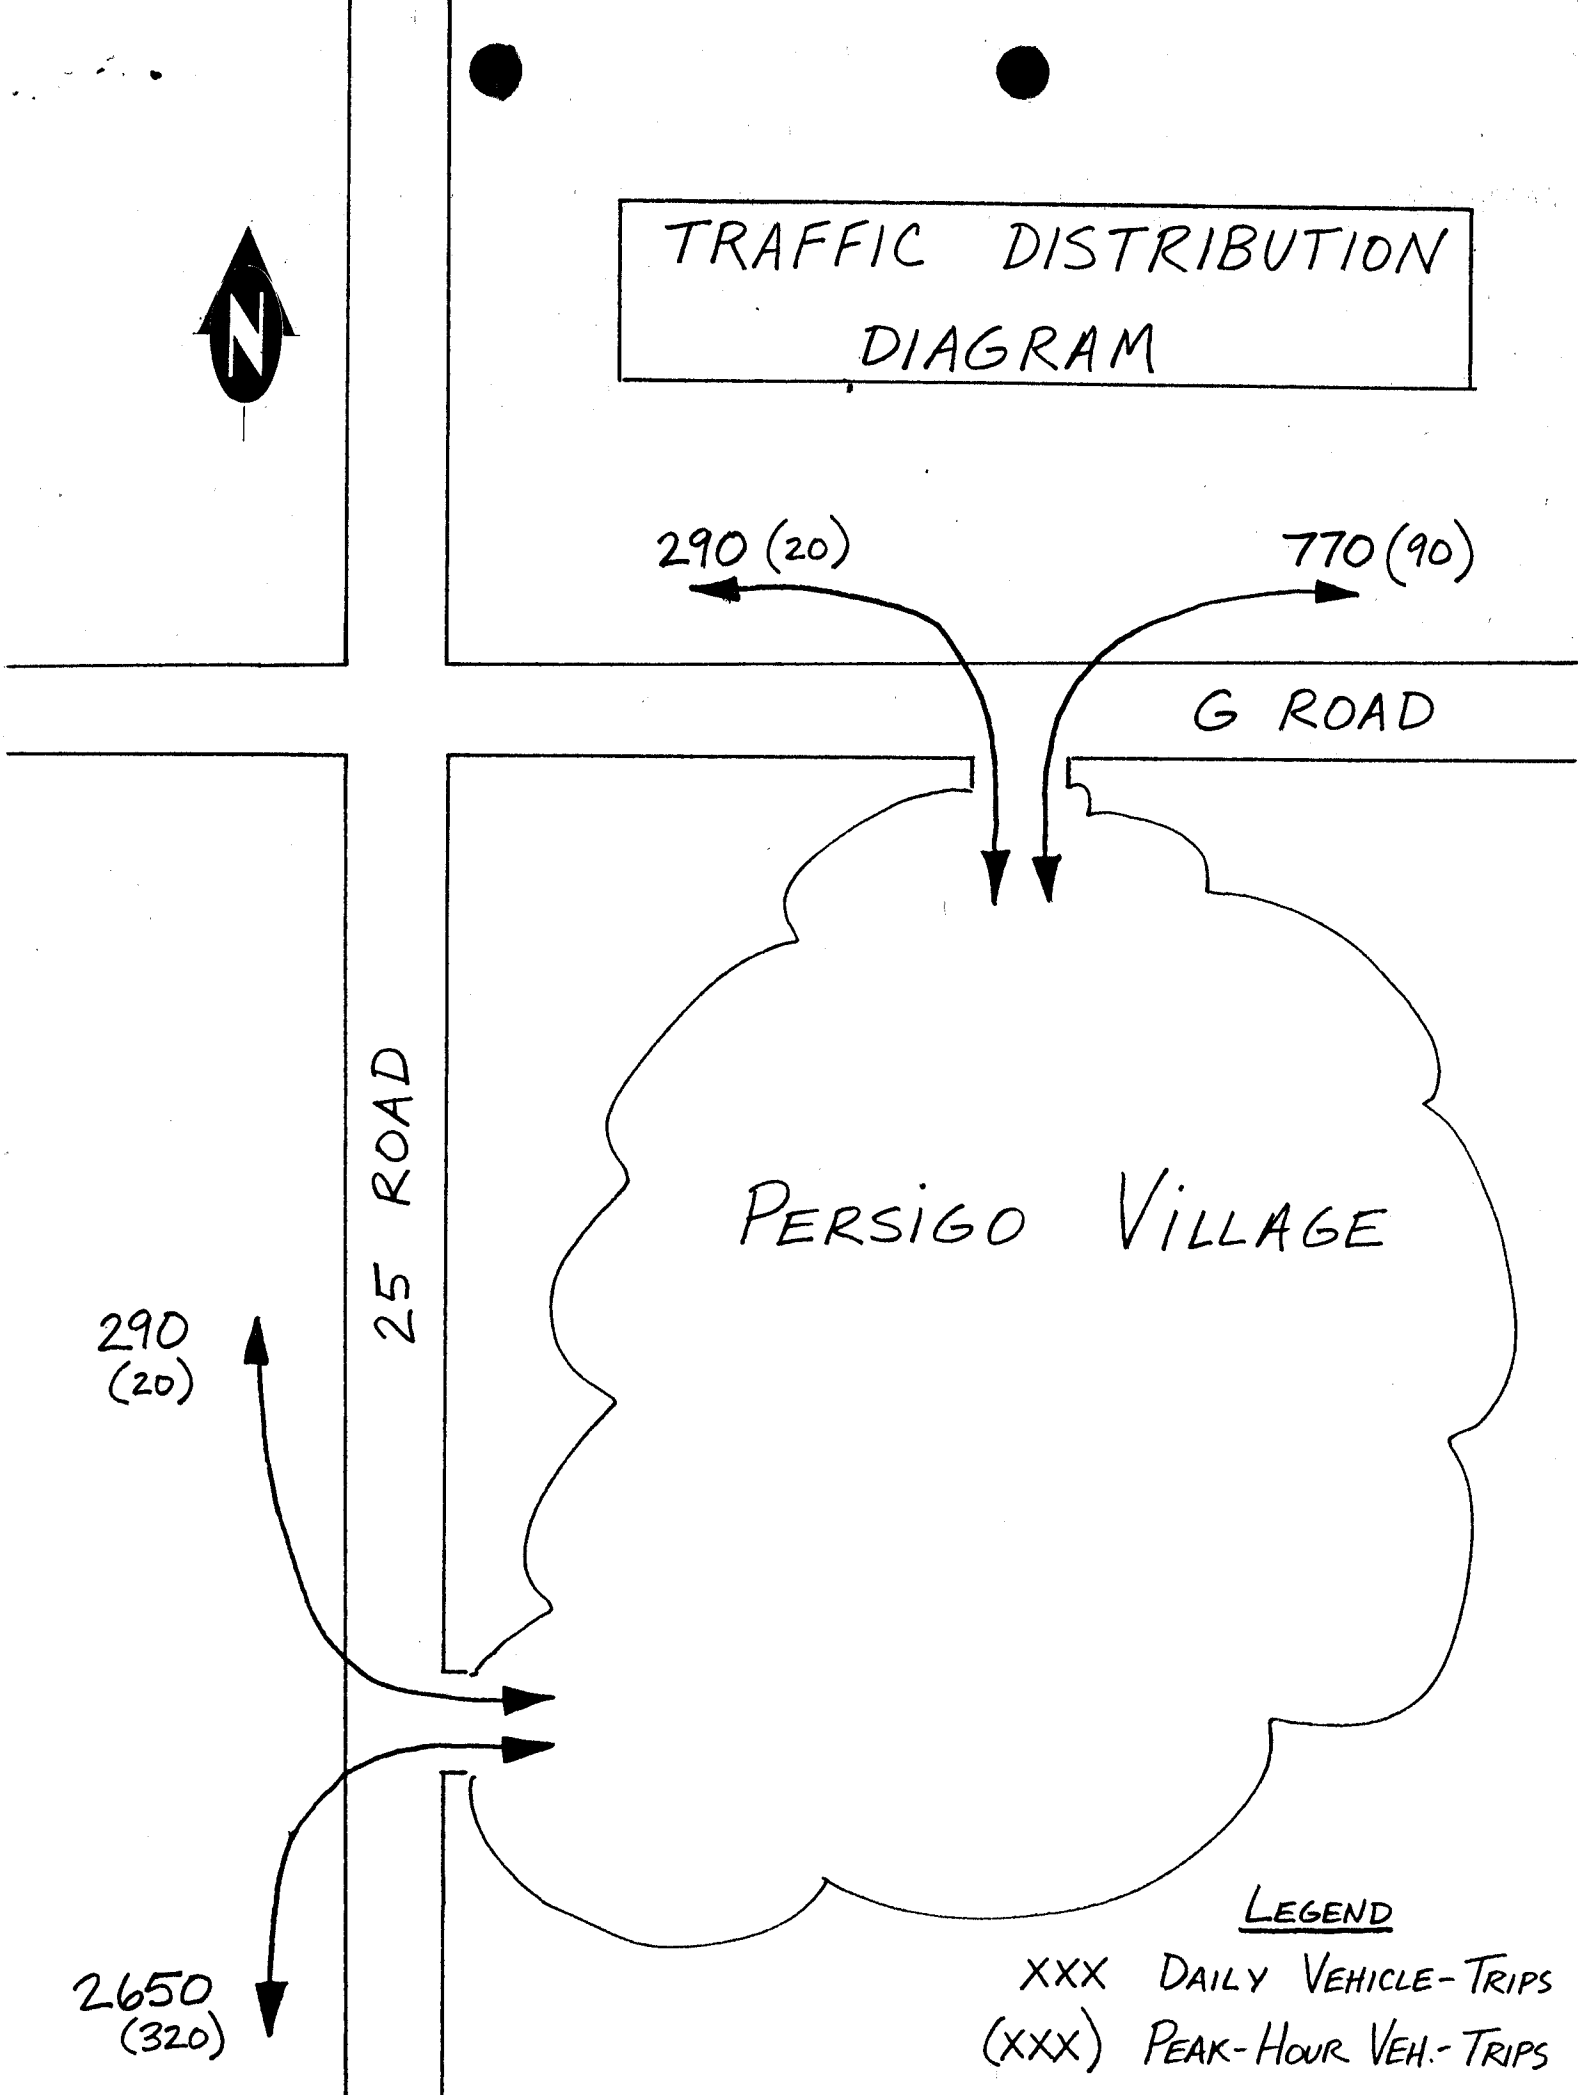 N
TRAFFIC DISTRIBUTION
DIAGRAM
290 (20)
770 (90)
G ROAD
25 ROAD
PERSIGO VILLAGE
290
(20)
2650
(320)
LEGEND
XXX DAILY VEHICLE-TRIPS
(XXX) PEAK-HOUR VEH.-TRIPS